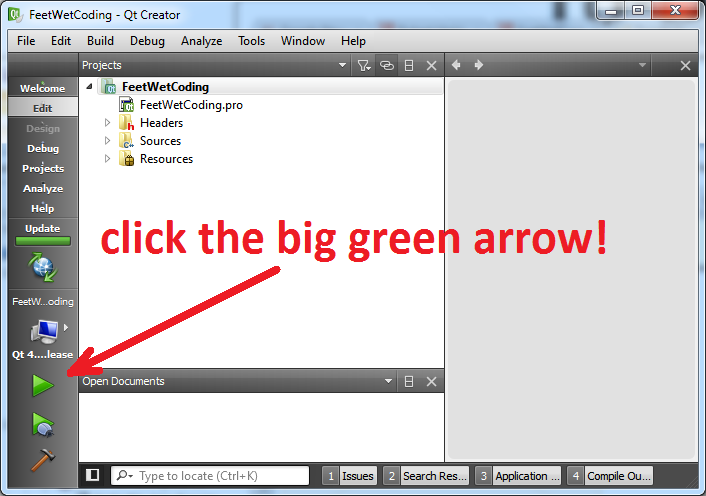 FeetWetCoding - Qt Creator
File Edit Build Debug Analyze Tools Window Help
Projects
Welcome
Edit
Design
Debug
Projects
Analyze
Help
Update
FeetW...oding
Qt 4....lease
FeetWetCoding
FeetWetCoding.pro
Headers
Sources
Resources
click the big green arrow!
Open Documents
Type to locate (Ctrl+K)
1 Issues
2 Search Res...
3 Application ...
4 Compile Ou...